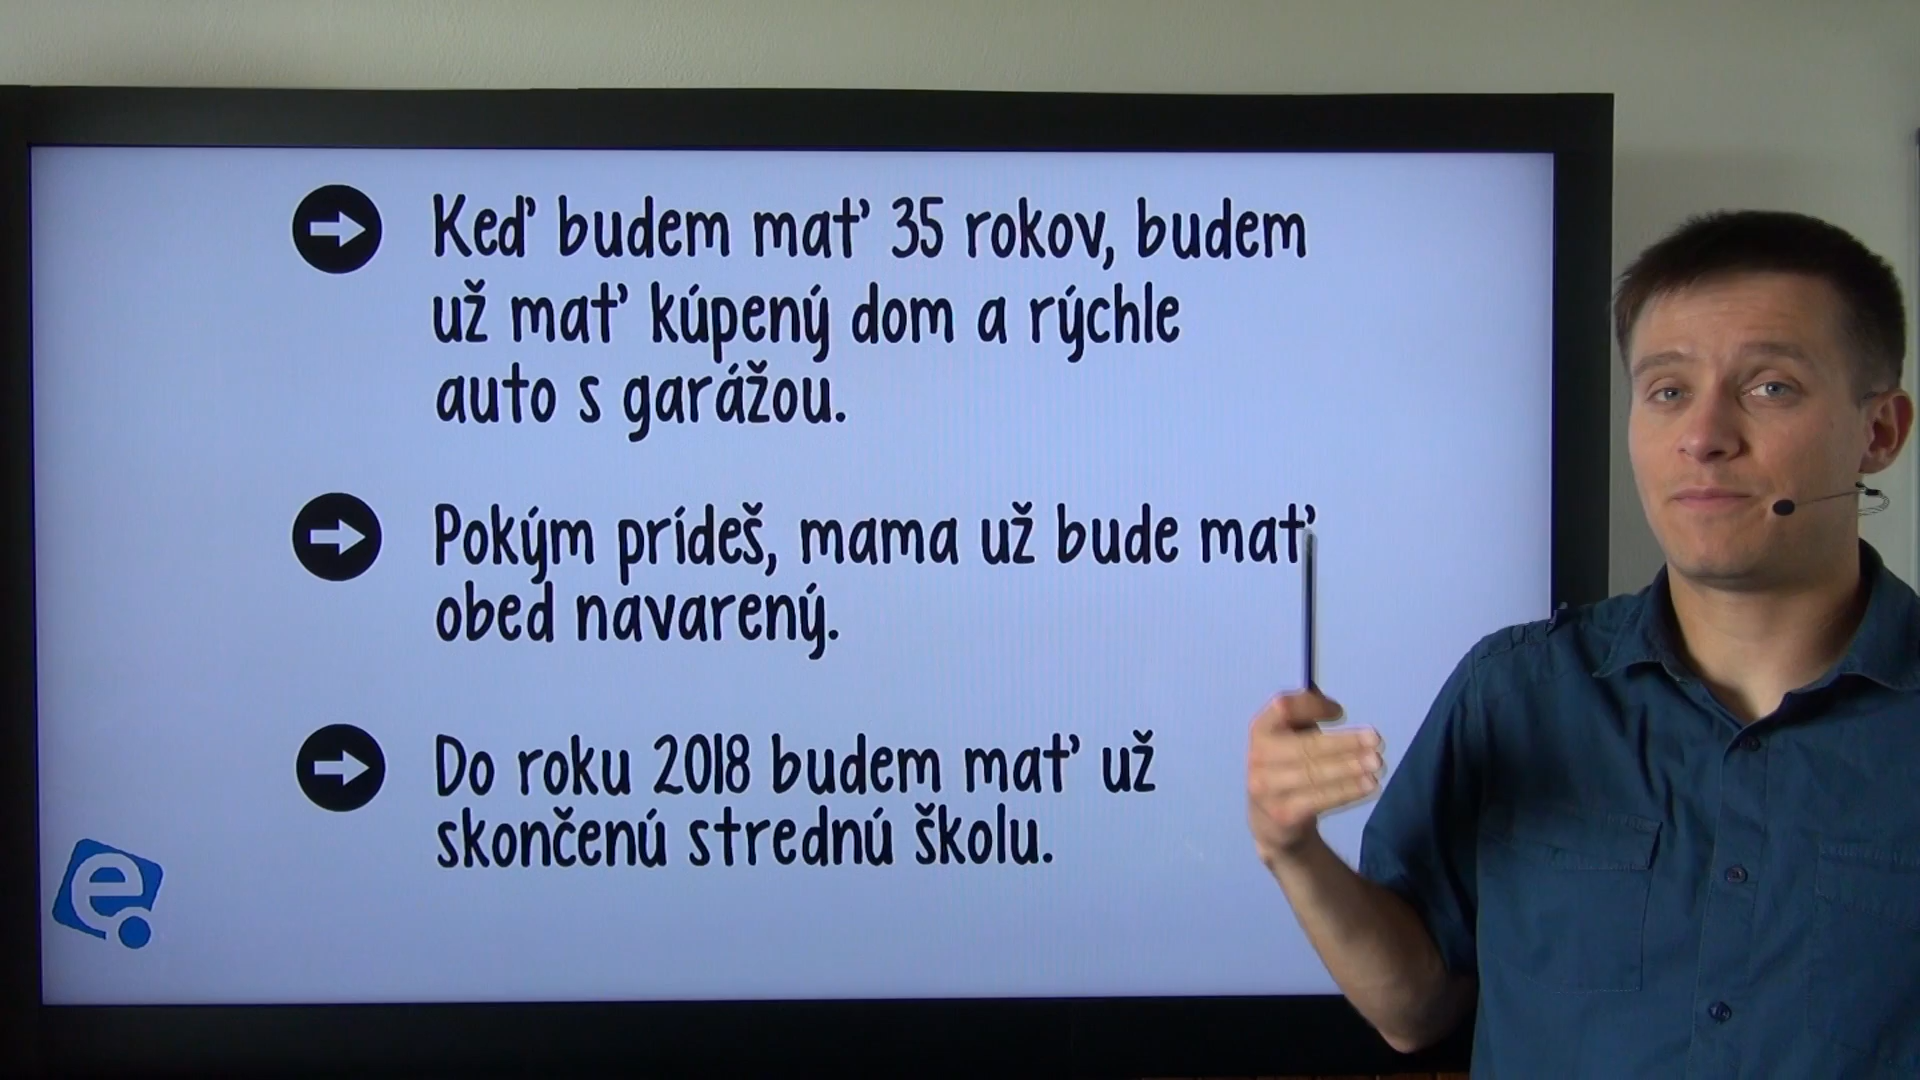 Keď budem mať 35 rokov, budem
už mať kúpený dom a rýchle
auto s garážou.
Pokým prídeš, mama už bude mať
obed navarený.
Do roku 2018 budem mať už
skončenú strednú školu.
e